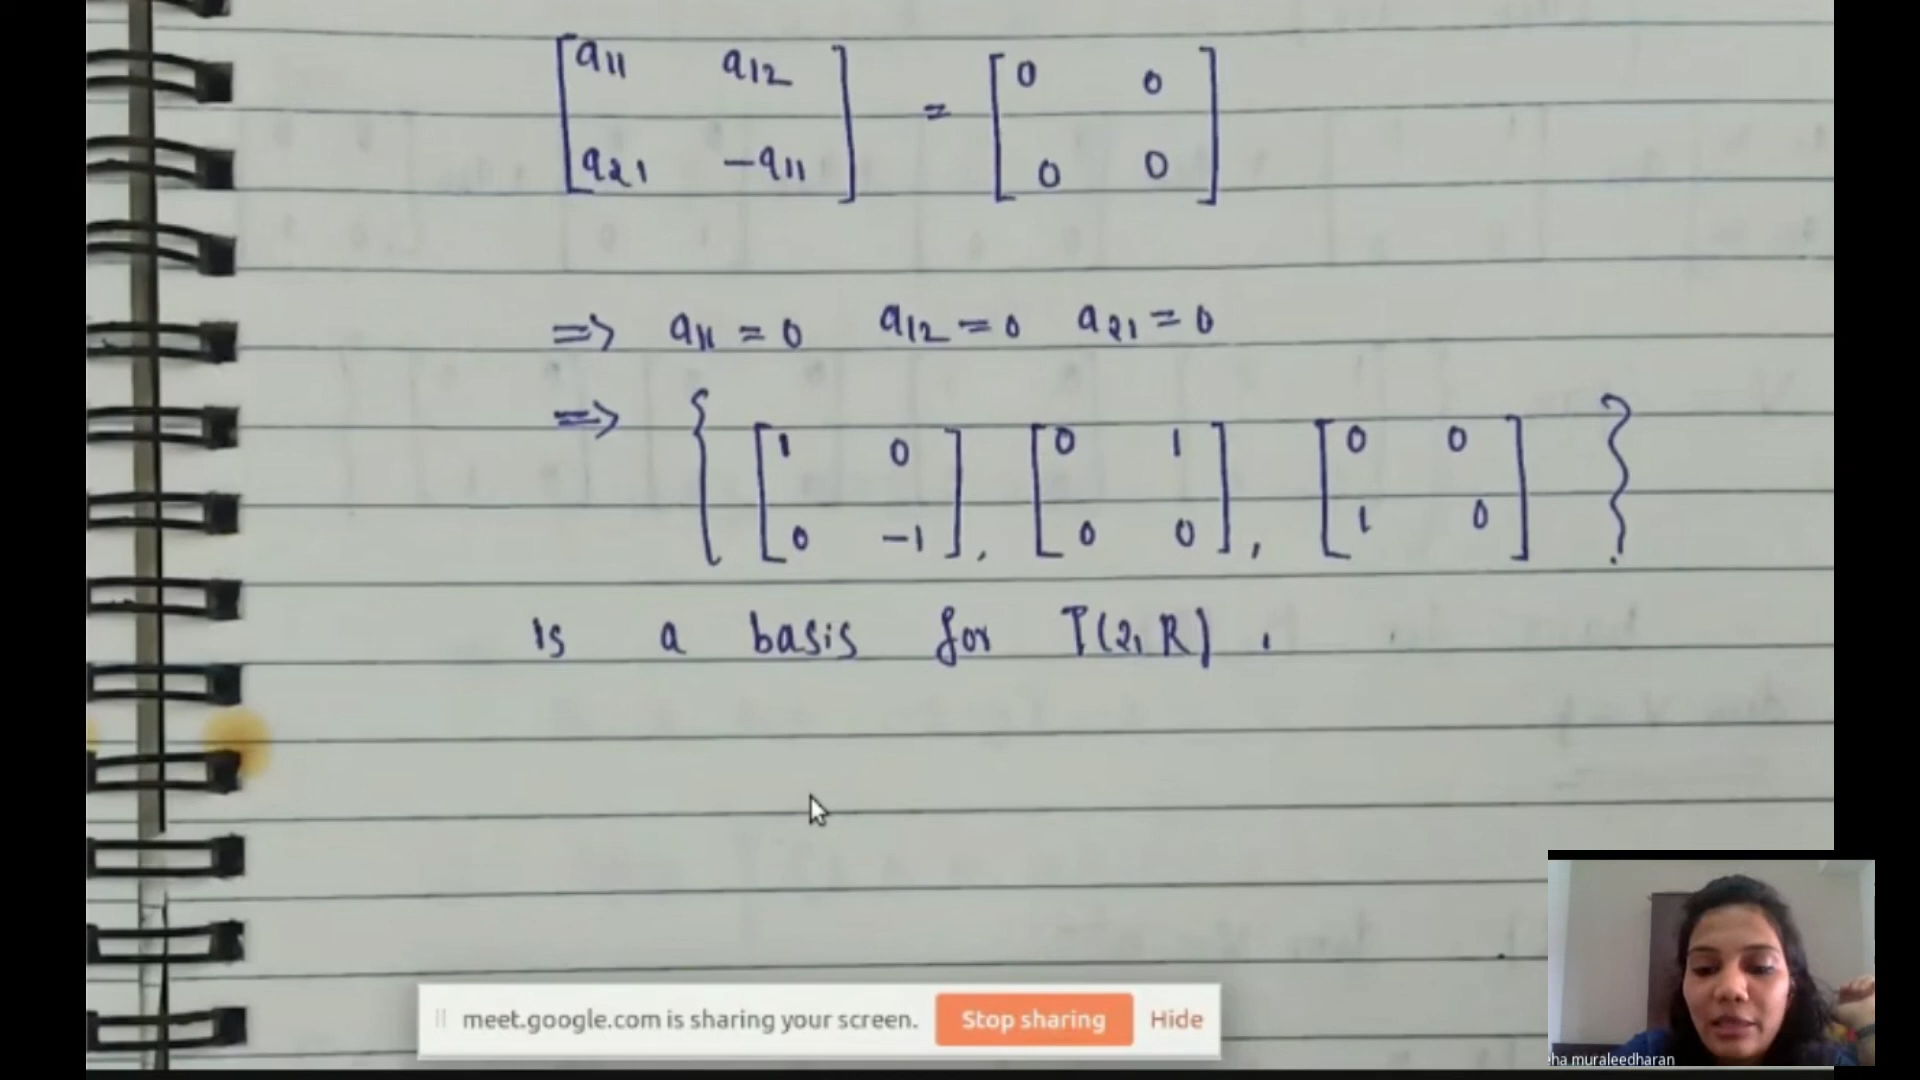 [a11 a12
a21 -a11] = [0 0
0 0]
=> a11 = 0 a12 = 0 a21 = 0
=> { [1 0
0 -1], [0 1
0 0], [0 0
1 0] }
is a basis for T(2, R).
meet.google.com is sharing your screen. Stop sharing Hide
muraleedharan